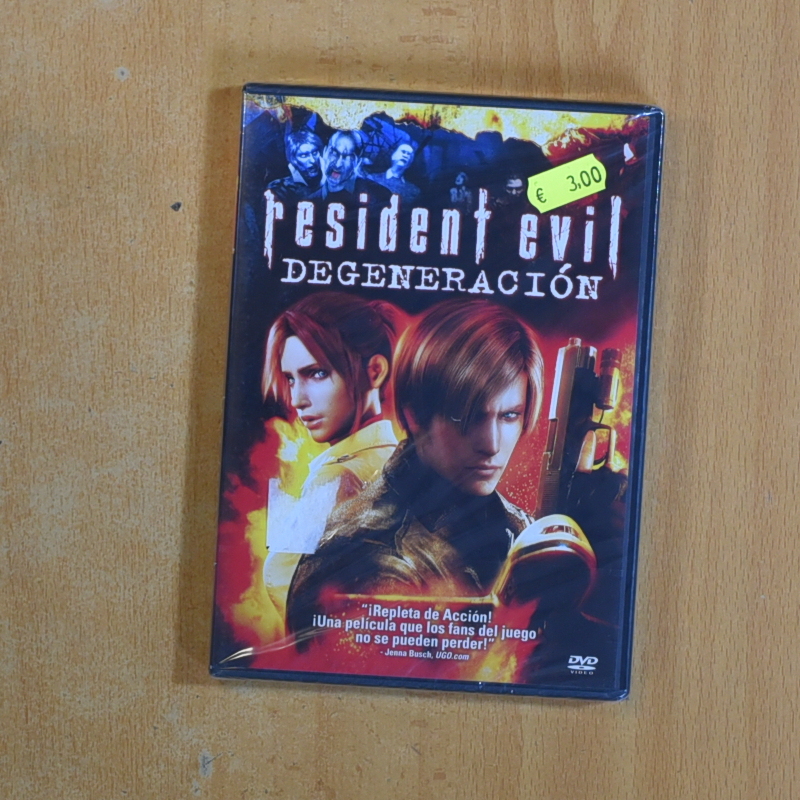 € 3,00
resident evil
DEGENERACIÓN
"¡Repleta de Acción!
¡Una película que los fans del juego
no se pueden perder!"
- Jenna Busch, UGO.com
DVD
VIDEO